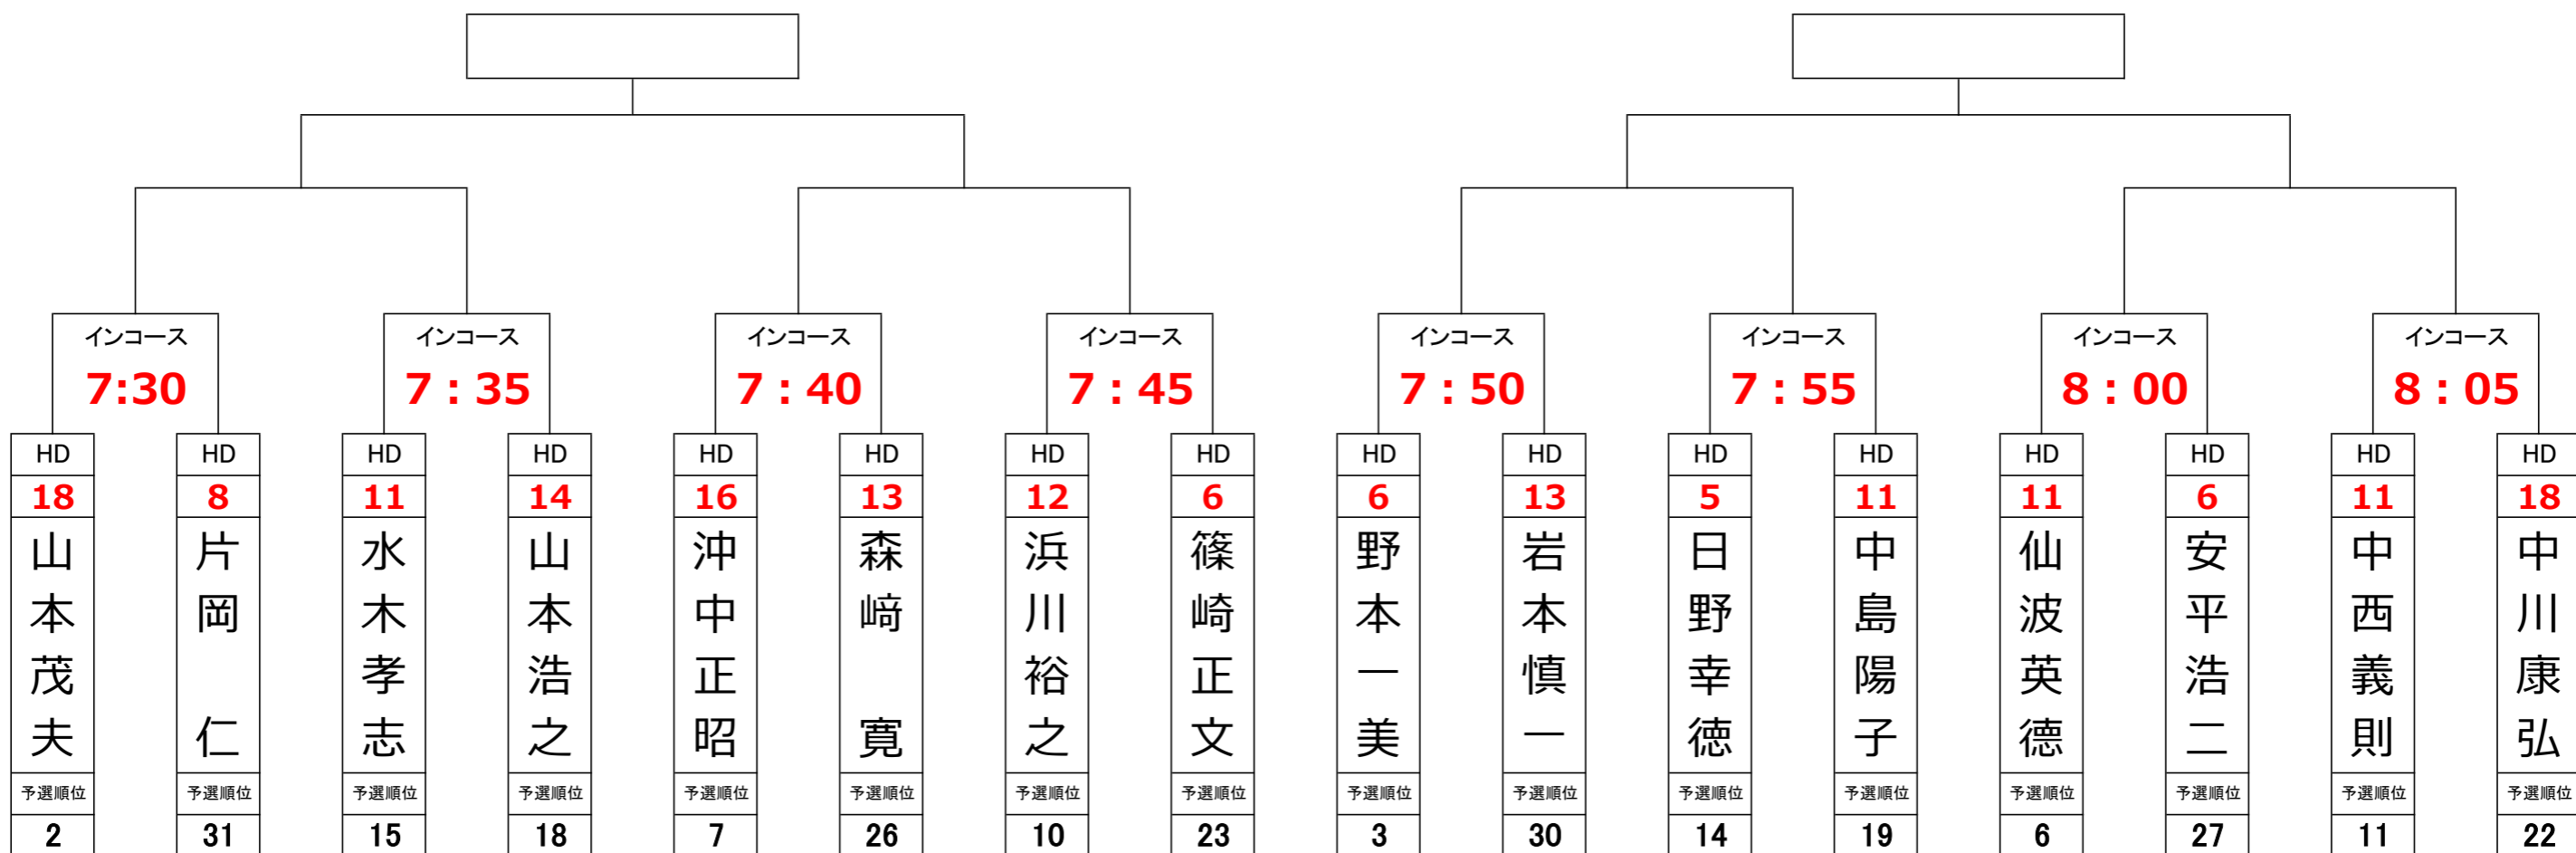 インコース インコース インコース インコース インコース インコース インコース インコース
7:30 7：35 7：40 7：45 7：50 7：55 8：00 8：05
HD HD HD HD HD HD HD HD HD HD HD HD HD HD HD HD
18 8 11 14 16 13 12 6 6 13 5 11 11 6 11 18
山本茂夫
片岡　仁
水木孝志
山本浩之
沖中正昭
森﨑　寛
浜川裕之
篠崎正文
野本一美
岩本慎一
日野幸徳
中島陽子
仙波英德
安平浩二
中西義則
中川康弘
予選順位 予選順位 予選順位 予選順位 予選順位 予選順位 予選順位 予選順位 予選順位 予選順位 予選順位 予選順位 予選順位 予選順位 予選順位 予選順位
2 31 15 18 7 26 10 23 3 30 14 19 6 27 11 22